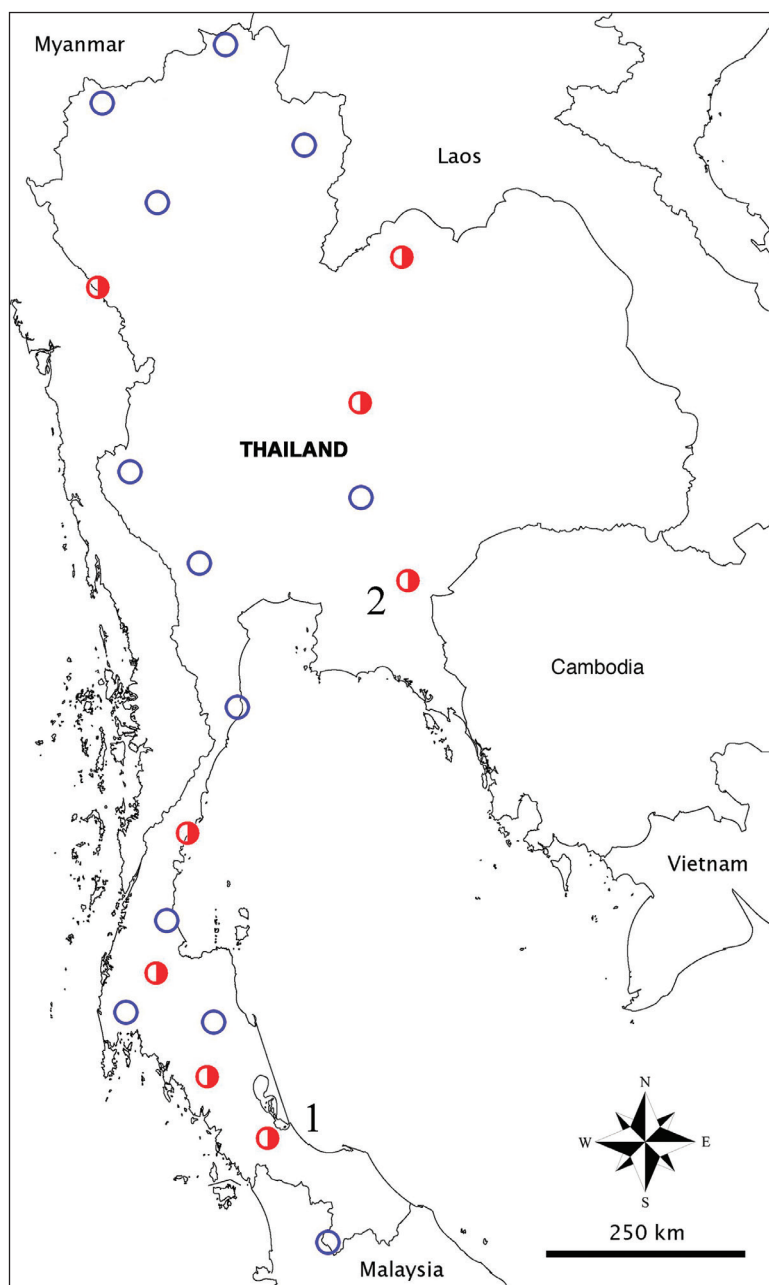 Myanmar
Laos
THAILAND
2
Cambodia
Vietnam
1
N
W E
S
250 km
Malaysia